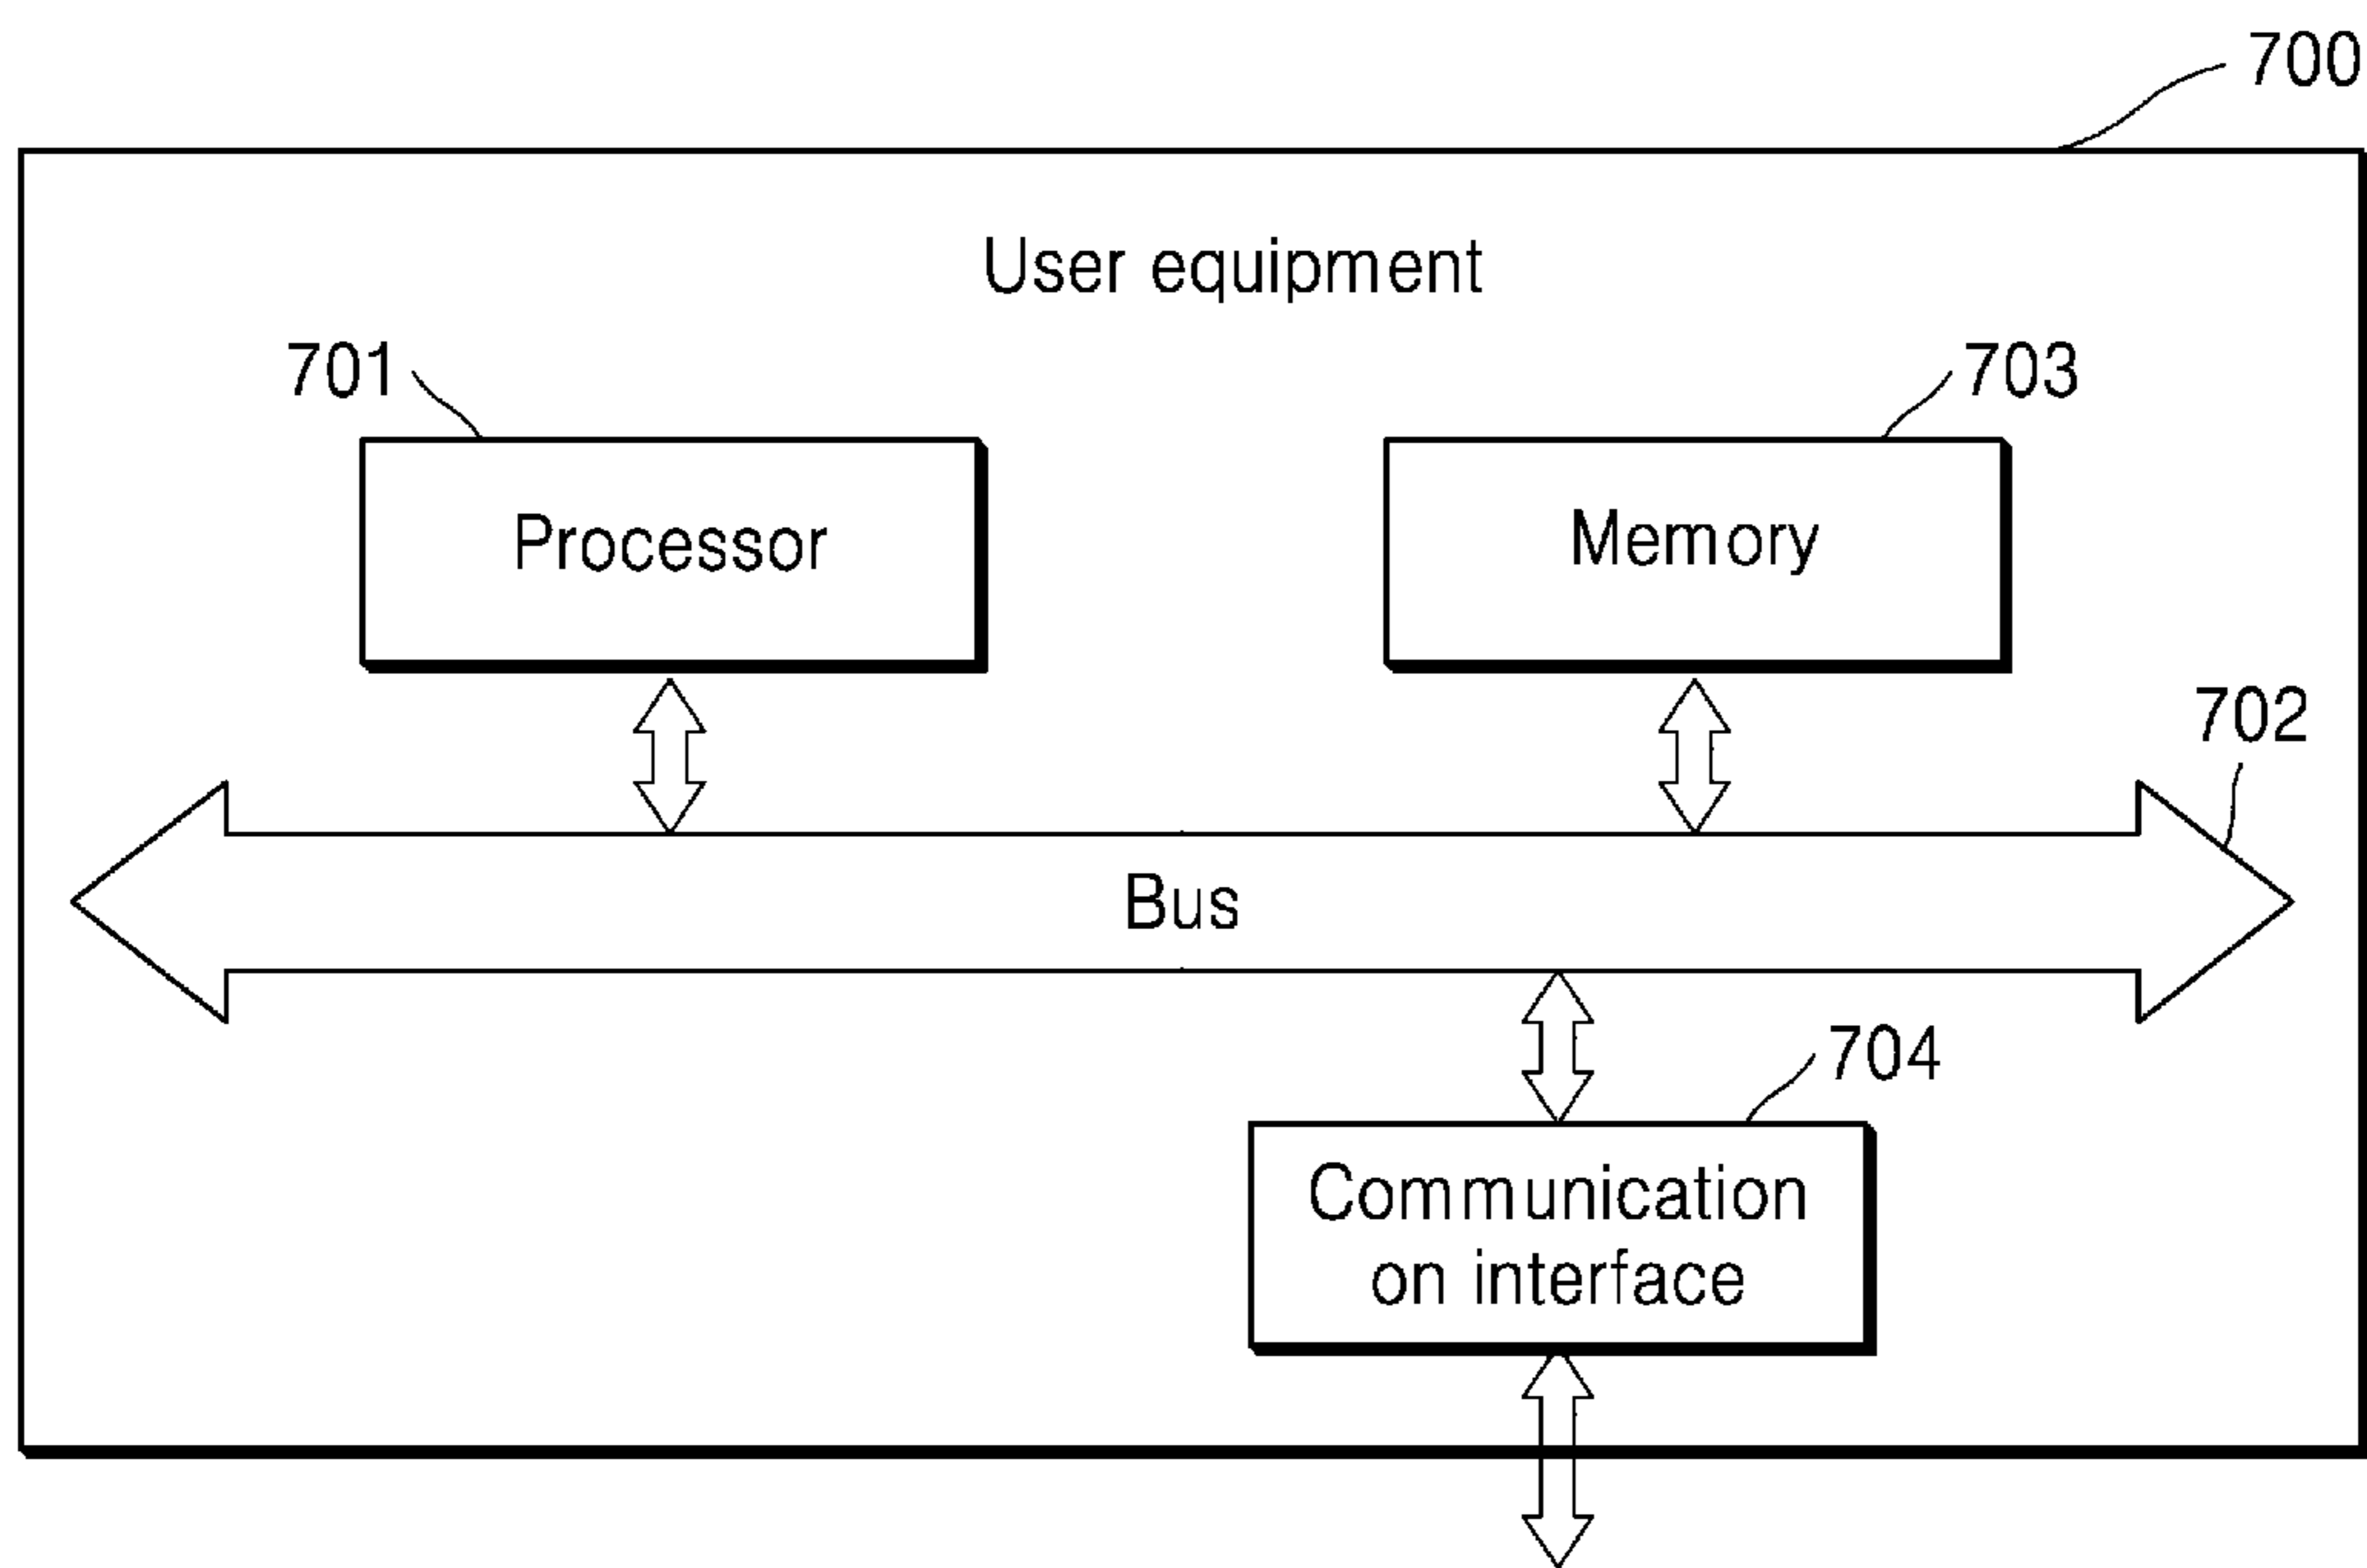 700
User equipment
701
703
Processor
Memory
702
Bus
704
Communication
on interface